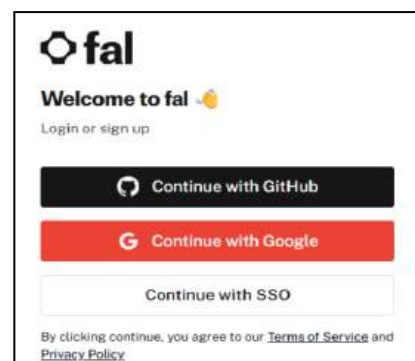 fal
Welcome to fal 👋
Login or sign up
Continue with GitHub
G Continue with Google
Continue with SSO
By clicking continue, you agree to our Terms of Service and
Privacy Policy